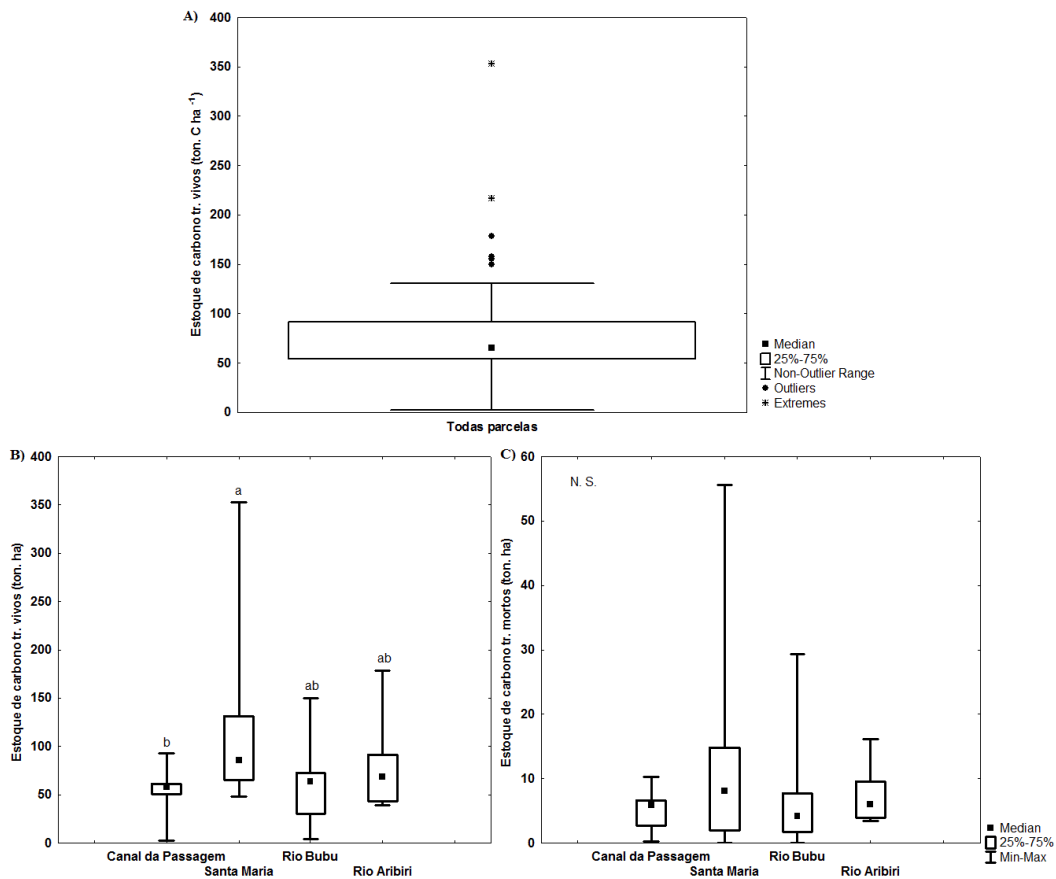 A)
Estoque de carbono tr. vivos (ton. C ha ⁻¹)
400
350
300
250
200
150
100
50
0
Todas parcelas
Median
25%-75%
Non-Outlier Range
Outliers
Extremes
B)
Estoque de carbono tr. vivos (ton. ha)
400
350
300
250
200
150
100
50
0
b
a
ab
ab
Canal da Passagem
Rio Bubu
Santa Maria
Rio Aribiri
C)
Estoque de carbono tr. mortos (ton. ha)
60
50
40
30
20
10
0
N. S.
Canal da Passagem
Rio Bubu
Santa Maria
Rio Aribiri
Median
25%-75%
Min-Max